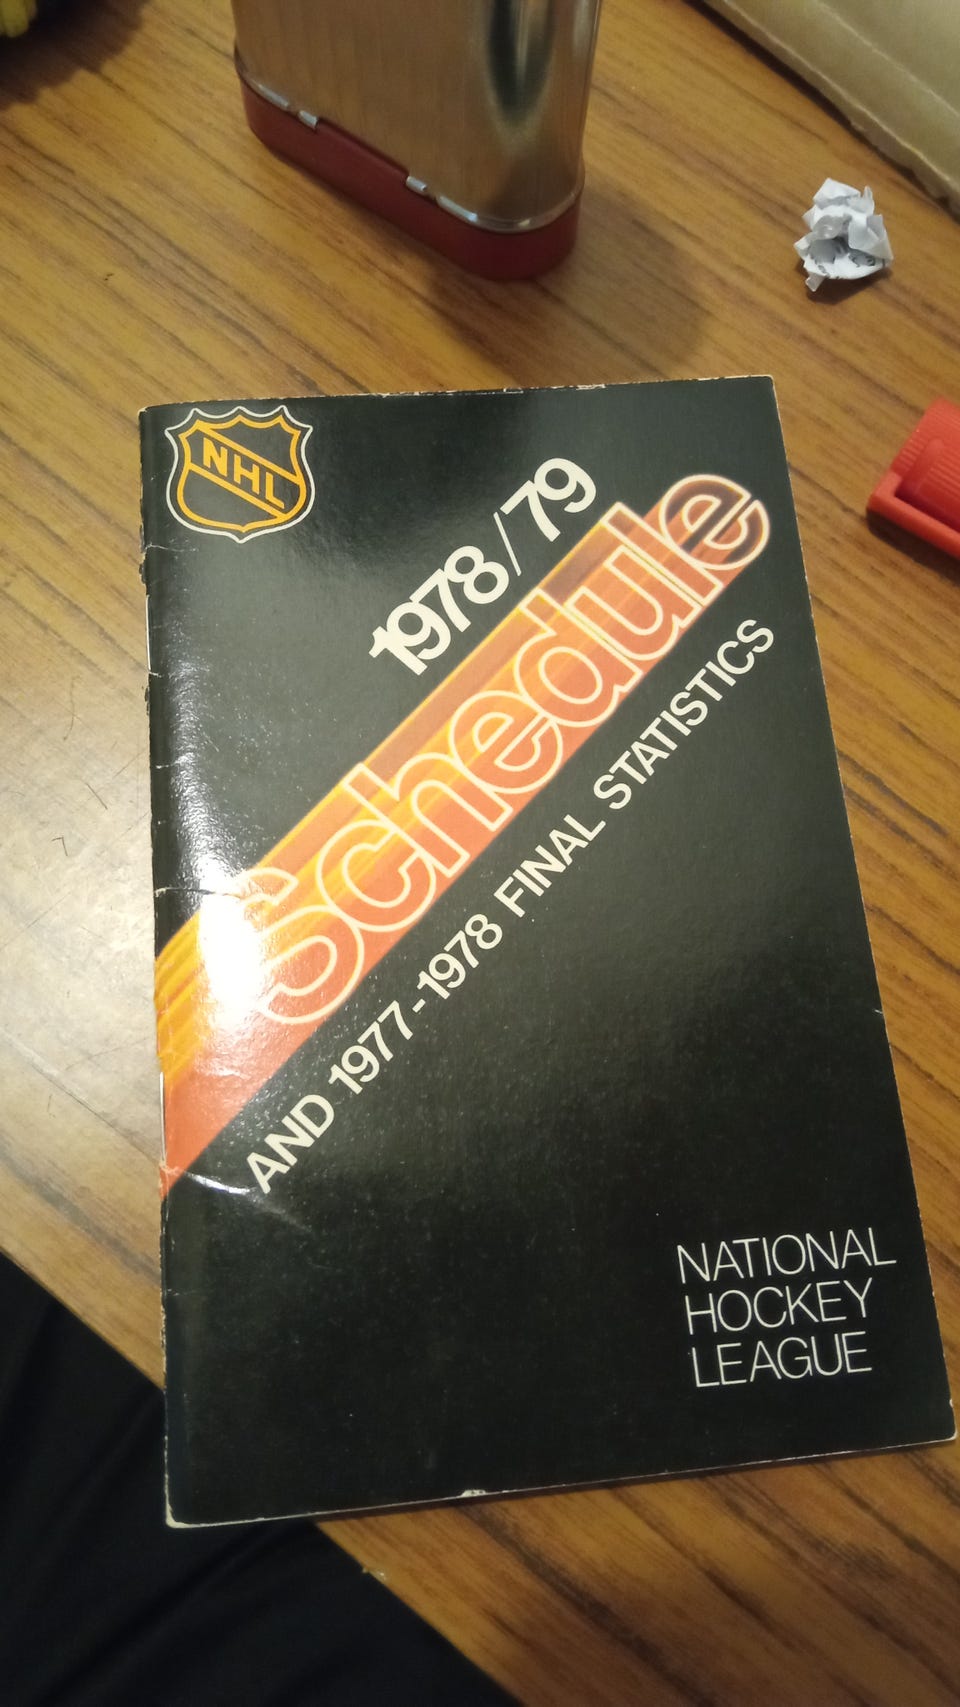 NHL
1978/79
Schedule
AND 1977-1978 FINAL STATISTICS
NATIONAL
HOCKEY
LEAGUE